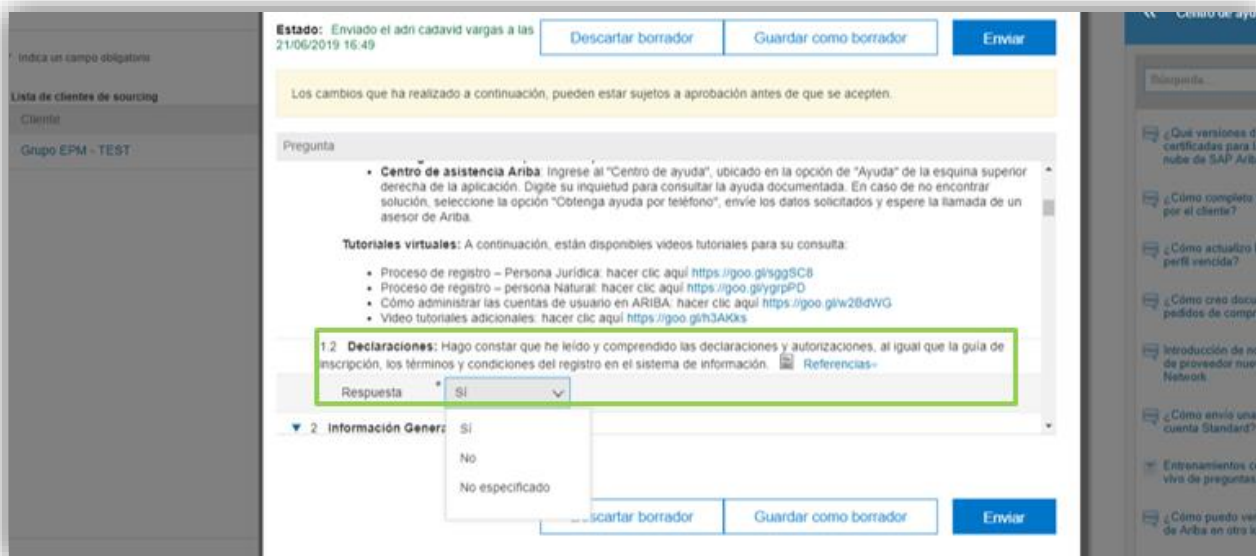 Estado: Enviado el adri cadavid vargas a las
21/06/2019 16:49
Descartar borrador
Guardar como borrador
Enviar
Centro de ayu
* Indica un campo obligatorio
Lista de clientes de sourcing
Cliente
Grupo EPM - TEST
Los cambios que ha realizado a continuación, pueden estar sujetos a aprobación antes de que se acepten.
Búsqueda...
Pregunta
• Centro de asistencia Ariba: Ingrese al "Centro de ayuda", ubicado en la opción de "Ayuda" de la esquina superior
derecha de la aplicación. Digite su inquietud para consultar la ayuda documentada. En caso de no encontrar
solución, seleccione la opción "Obtenga ayuda por teléfono", envíe los datos solicitados y espere la llamada de un
asesor de Ariba.
Tutoriales virtuales: A continuación, están disponibles videos tutoriales para su consulta:
• Proceso de registro – Persona Jurídica: hacer clic aquí https://goo.gl/sggSC8
• Proceso de registro – persona Natural: hacer clic aquí https://goo.gl/ygrpPD
• Cómo administrar las cuentas de usuario en ARIBA: hacer clic aquí https://goo.gl/w2BdWG
• Video tutoriales adicionales: hacer clic aquí https://goo.gl/h3AKks
1.2 Declaraciones: Hago constar que he leído y comprendido las declaraciones y autorizaciones, al igual que la guía de
inscripción, los términos y condiciones del registro en el sistema de información. Referencias
Respuesta * Sí
2 Información Genera
Sí
No
No especificado
Descartar borrador
Guardar como borrador
Enviar
¿Qué versiones d
certificadas para l
nube de SAP Arib
¿Cómo completo
por el cliente?
¿Cómo actualizo l
perfil vencida?
¿Cómo creo docu
pedidos de compr
Introducción de no
de proveedor nue
Network
¿Cómo envío una
cuenta Standard?
Entrenamientos c
vivo de preguntas
¿Cómo puedo ver
de Ariba en otro i